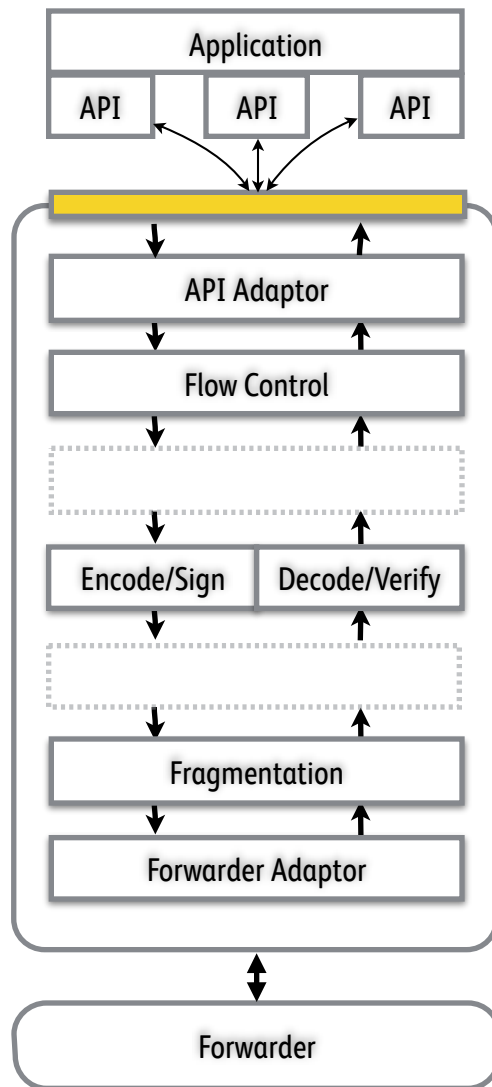 Application
API API API
API Adaptor
Flow Control
Encode/Sign Decode/Verify
Fragmentation
Forwarder Adaptor
Forwarder